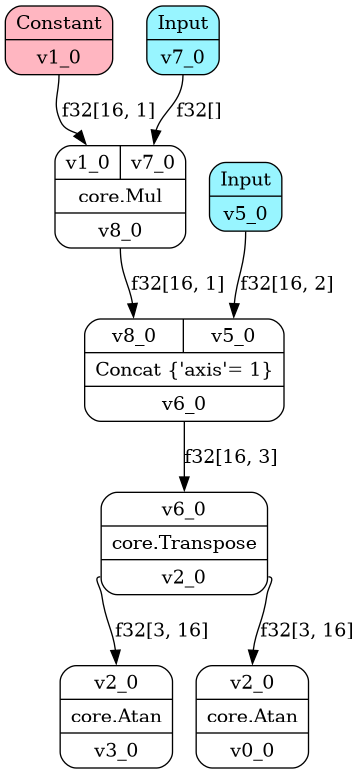 Constant
v1_0
Input
v7_0
f32[16, 1]
f32[]
v1_0 v7_0
core.Mul
v8_0
Input
v5_0
f32[16, 1]
f32[16, 2]
v8_0 v5_0
Concat {'axis'= 1}
v6_0
f32[16, 3]
v6_0
core.Transpose
v2_0
f32[3, 16]
f32[3, 16]
v2_0
core.Atan
v3_0
v2_0
core.Atan
v0_0